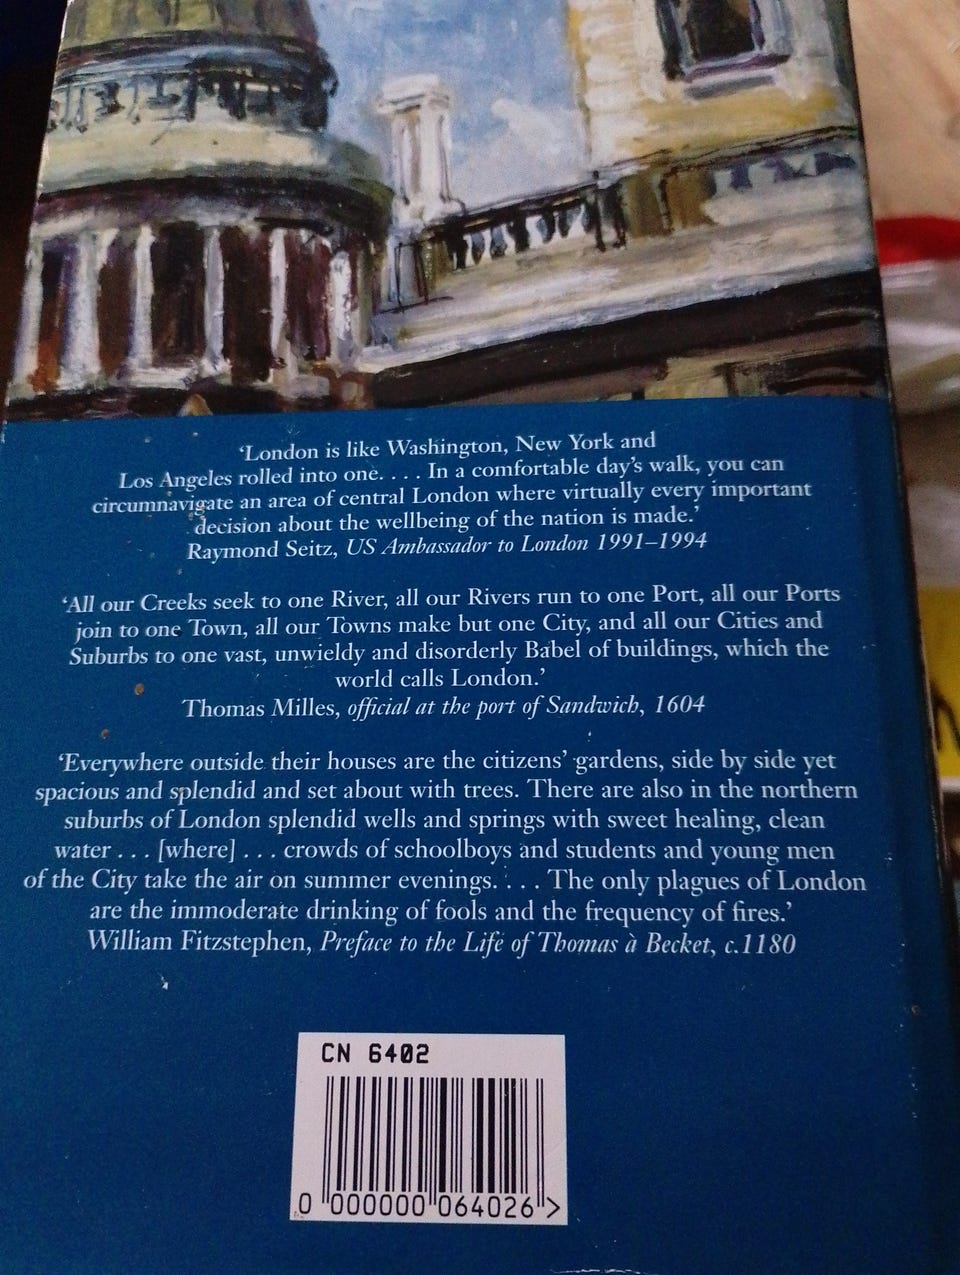 ‘London is like Washington, New York and
Los Angeles rolled into one. . . . In a comfortable day’s walk, you can
circumnavigate an area of central London where virtually every important
decision about the wellbeing of the nation is made.’
Raymond Seitz, US Ambassador to London 1991–1994
‘All our Creeks seek to one River, all our Rivers run to one Port, all our Ports
join to one Town, all our Towns make but one City, and all our Cities and
Suburbs to one vast, unwieldy and disorderly Babel of buildings, which the
world calls London.’
Thomas Milles, official at the port of Sandwich, 1604
‘Everywhere outside their houses are the citizens’ gardens, side by side yet
spacious and splendid and set about with trees. There are also in the northern
suburbs of London splendid wells and springs with sweet healing, clean
water . . . [where] . . . crowds of schoolboys and students and young men
of the City take the air on summer evenings. . . . The only plagues of London
are the immoderate drinking of fools and the frequency of fires.’
William Fitzstephen, Preface to the Life of Thomas à Becket, c.1180
CN 6402
0 000000 064026 >